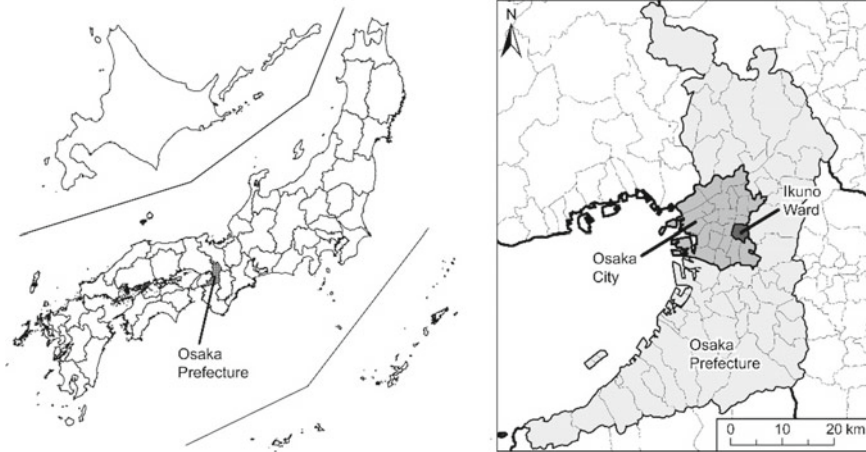 Osaka
Prefecture
N
Ikuno
Ward
Osaka
City
Osaka
Prefecture
0 10 20 km